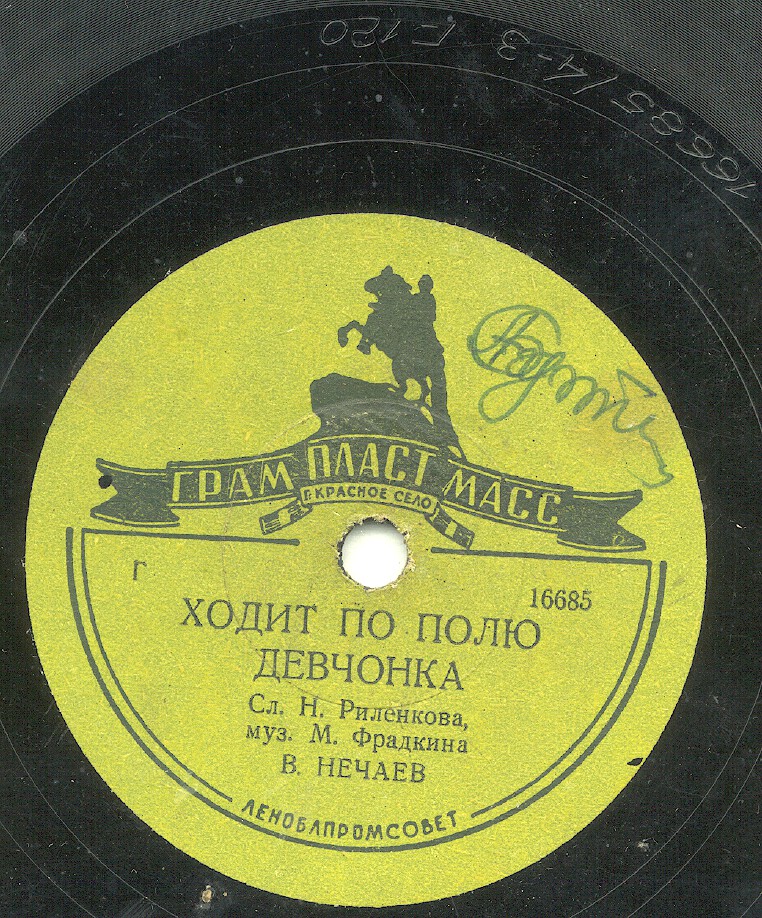 16685/4-3 Г120
ГРАМ ПЛАСТ МАСС
Г. КРАСНОЕ СЕЛО
г
16685
ХОДИТ ПО ПОЛЮ
ДЕВЧОНКА
Сл. Н. Риленкова,
муз. М. Фрадкина
В. НЕЧАЕВ
ЛЕНОБЛПРОМСОВЕТ